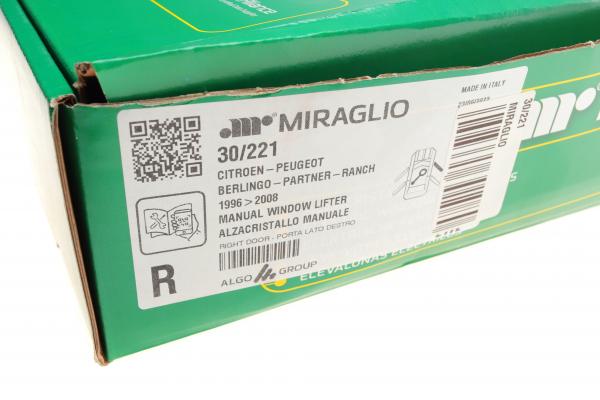 MIRAGLIO
30/221
CITROEN-PEUGEOT
BERLINGO-PARTNER-RANCH
1996>2008
MANUAL WINDOW LIFTER
ALZACRISTALLO MANUALE
RIGHT DOOR - PORTA LATO DESTRO
R
ALGO GROUP
MADE IN ITALY
30/221
MIRAGLIO